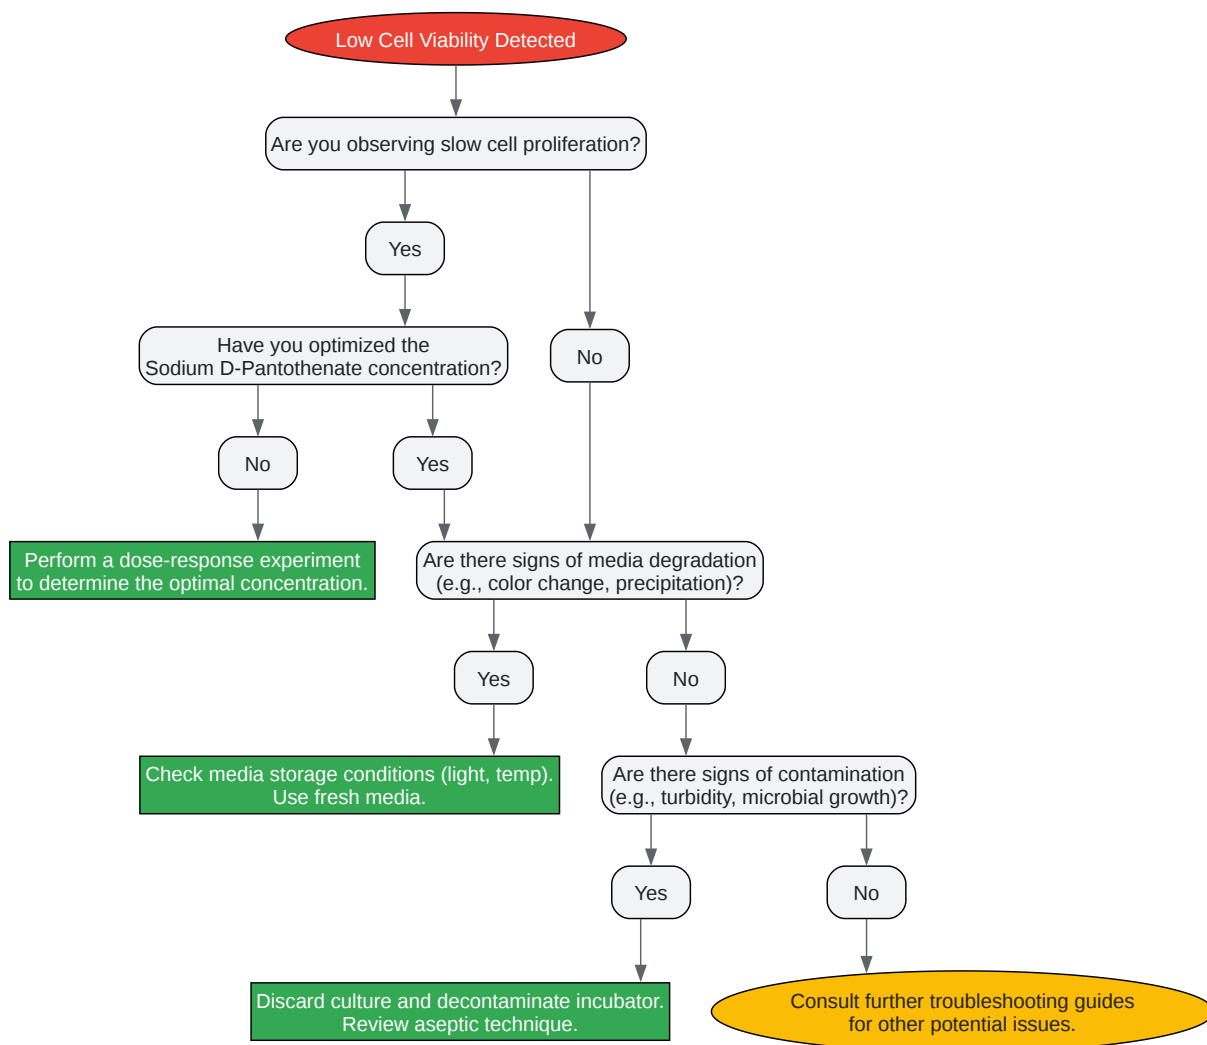 Low Cell Viability Detected
Are you observing slow cell proliferation?
Yes
Have you optimized the
Sodium D-Pantothenate concentration?
No
No
Yes
Perform a dose-response experiment
to determine the optimal concentration.
Are there signs of media degradation
(e.g., color change, precipitation)?
Yes
No
Check media storage conditions (light, temp).
Use fresh media.
Are there signs of contamination
(e.g., turbidity, microbial growth)?
Yes
No
Discard culture and decontaminate incubator.
Review aseptic technique.
Consult further troubleshooting guides
for other potential issues.